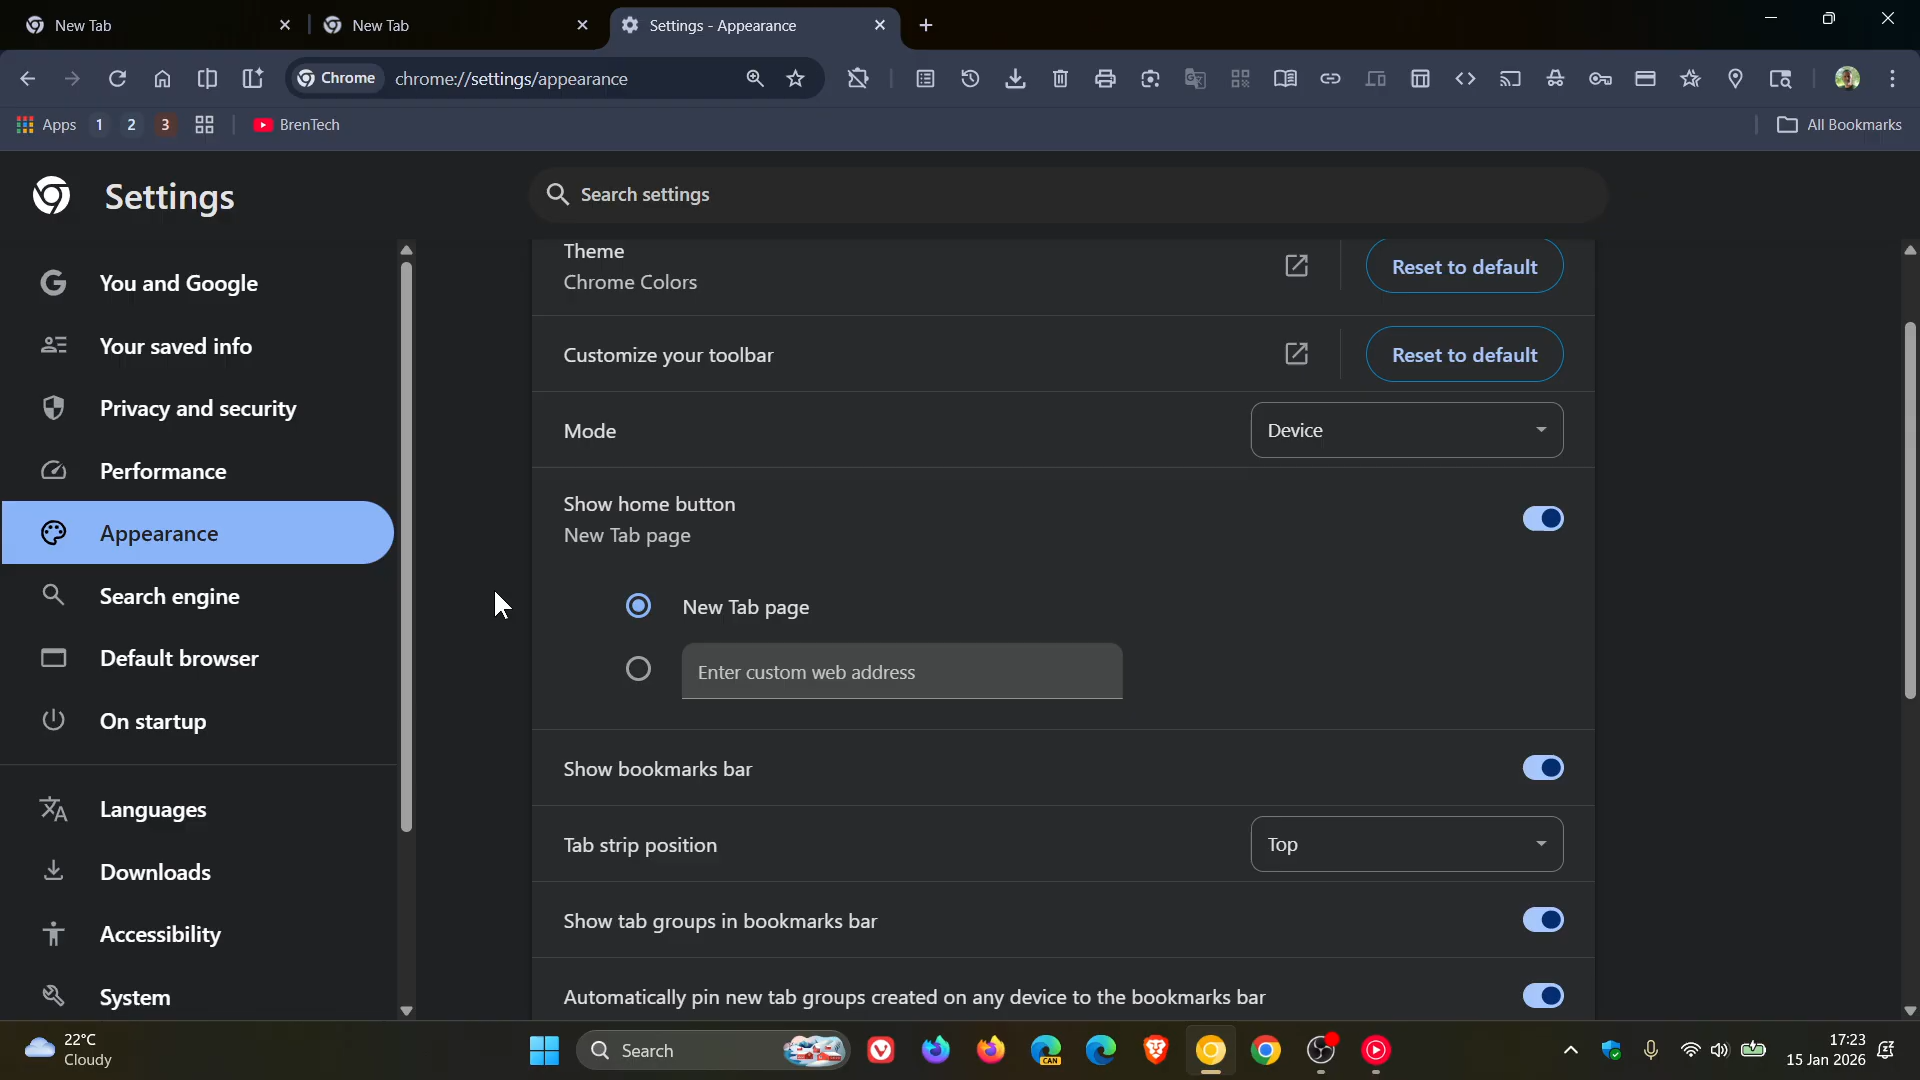 New Tab
New Tab
Settings - Appearance
Chrome
chrome://settings/appearance
Apps
1
2
3
BrenTech
All Bookmarks
Settings
Search settings
You and Google
Your saved info
Privacy and security
Performance
Appearance
Search engine
Default browser
On startup
Languages
Downloads
Accessibility
System
Theme
Chrome Colors
Reset to default
Customize your toolbar
Reset to default
Mode
Device
Show home button
New Tab page
New Tab page
Enter custom web address
Show bookmarks bar
Tab strip position
Top
Show tab groups in bookmarks bar
Automatically pin new tab groups created on any device to the bookmarks bar
22°C
Cloudy
Search
CAN
17:23
15 Jan 2026